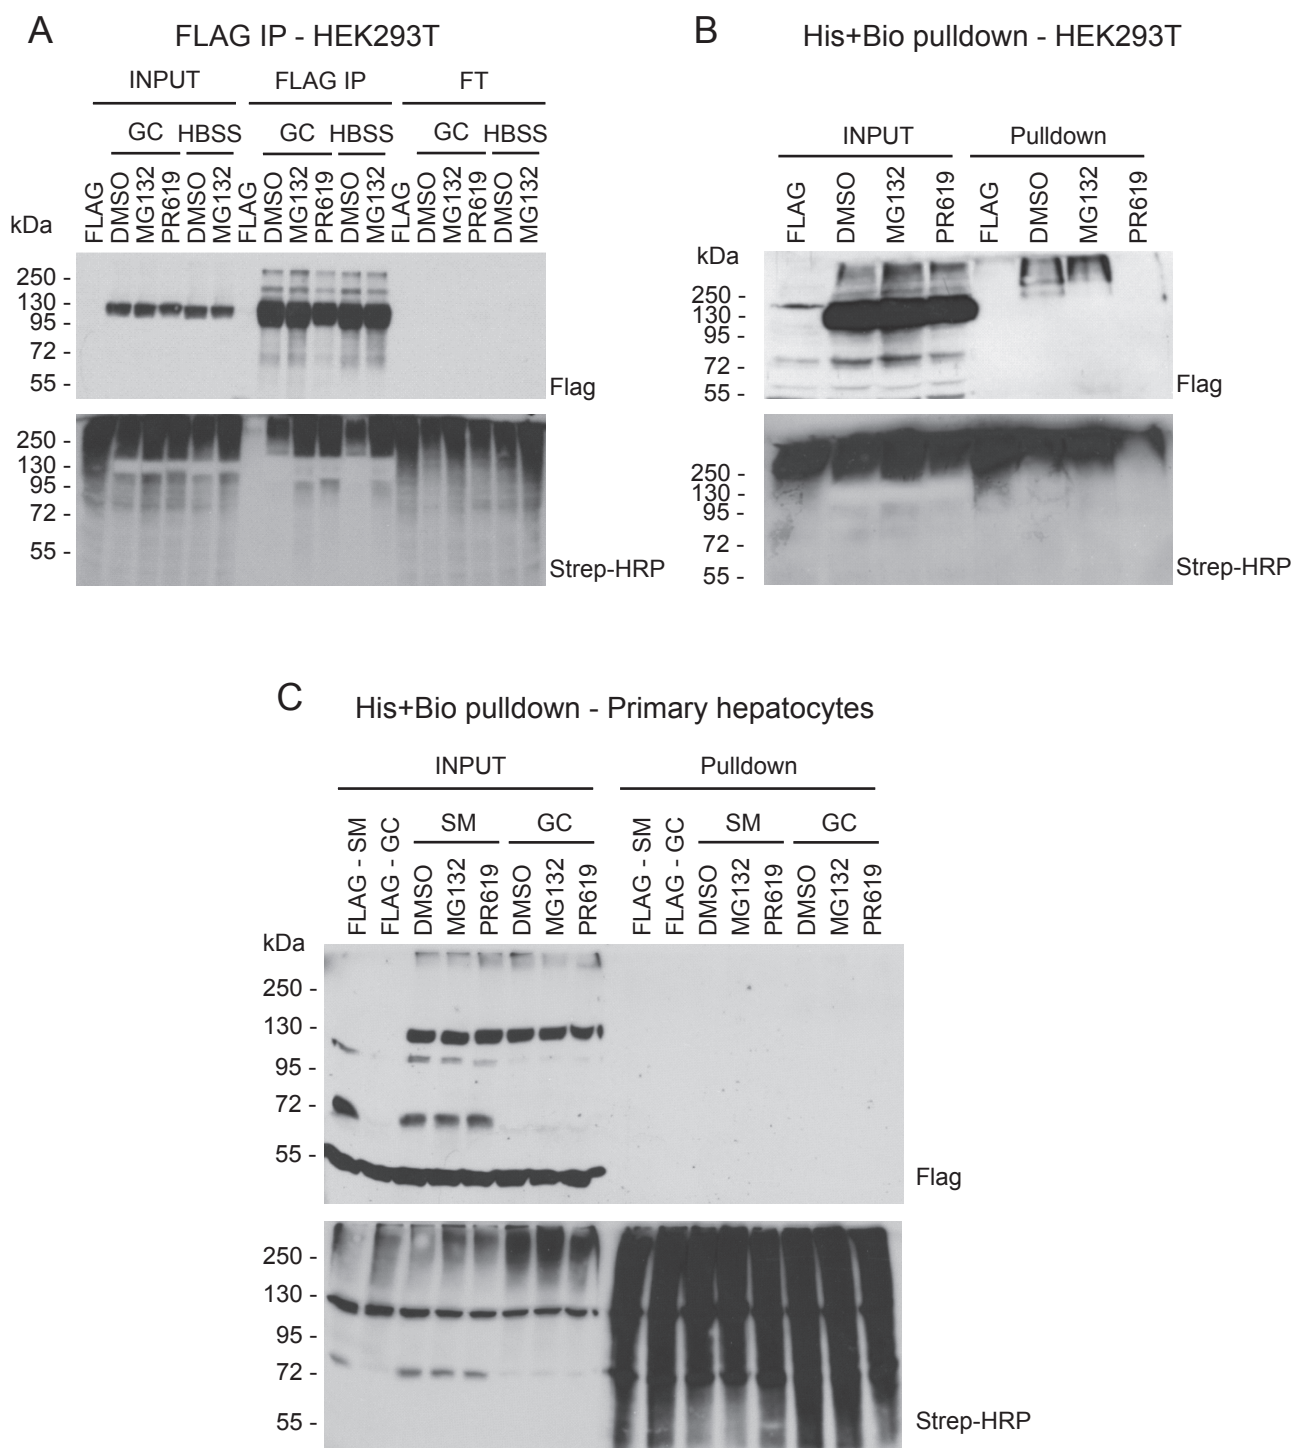 A
FLAG IP - HEK293T
INPUT FLAG IP FT
GC HBSS GC HBSS GC HBSS
FLAG DMSO MG132 PR619 DMSO MG132 FLAG DMSO MG132 PR619 DMSO MG132 FLAG DMSO MG132 PR619 DMSO MG132
kDa
250 -
130 -
95 -
72 -
55 -
Flag
250 -
130 -
95 -
72 -
55 -
Strep-HRP
B
His+Bio pulldown - HEK293T
INPUT Pulldown
FLAG DMSO MG132 PR619 FLAG DMSO MG132 PR619
kDa
250 -
130 -
95 -
72 -
55 -
Flag
250 -
130 -
95 -
72 -
55 -
Strep-HRP
C
His+Bio pulldown - Primary hepatocytes
INPUT Pulldown
SM GC SM GC
FLAG - SM FLAG - GC DMSO MG132 PR619 DMSO MG132 PR619 FLAG - SM FLAG - GC DMSO MG132 PR619 DMSO MG132 PR619
kDa
250 -
130 -
95 -
72 -
55 -
Flag
250 -
130 -
95 -
72 -
55 -
Strep-HRP